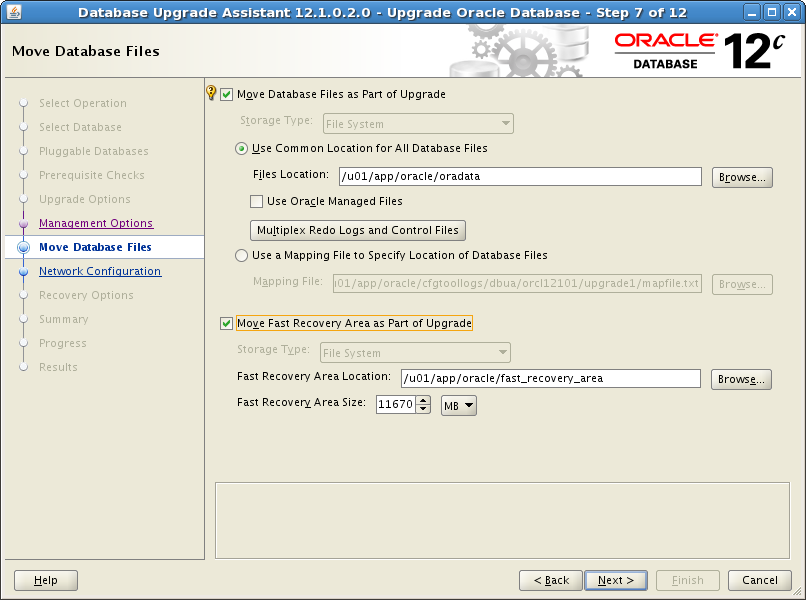 Database Upgrade Assistant 12.1.0.2.0 - Upgrade Oracle Database - Step 7 of 12
Move Database Files
ORACLE
DATABASE
12c
Select Operation
Select Database
Pluggable Databases
Prerequisite Checks
Upgrade Options
Management Options
Move Database Files
Network Configuration
Recovery Options
Summary
Progress
Results
Move Database Files as Part of Upgrade
Storage Type: File System
Use Common Location for All Database Files
Files Location: /u01/app/oracle/oradata Browse...
Use Oracle Managed Files
Multiplex Redo Logs and Control Files
Use a Mapping File to Specify Location of Database Files
Mapping File: u01/app/oracle/cfgtoollogs/dbua/orcl12101/upgrade1/mapfile.txt Browse...
Move Fast Recovery Area as Part of Upgrade
Storage Type: File System
Fast Recovery Area Location: /u01/app/oracle/fast_recovery_area Browse...
Fast Recovery Area Size: 11670 MB
Help < Back Next > Finish Cancel